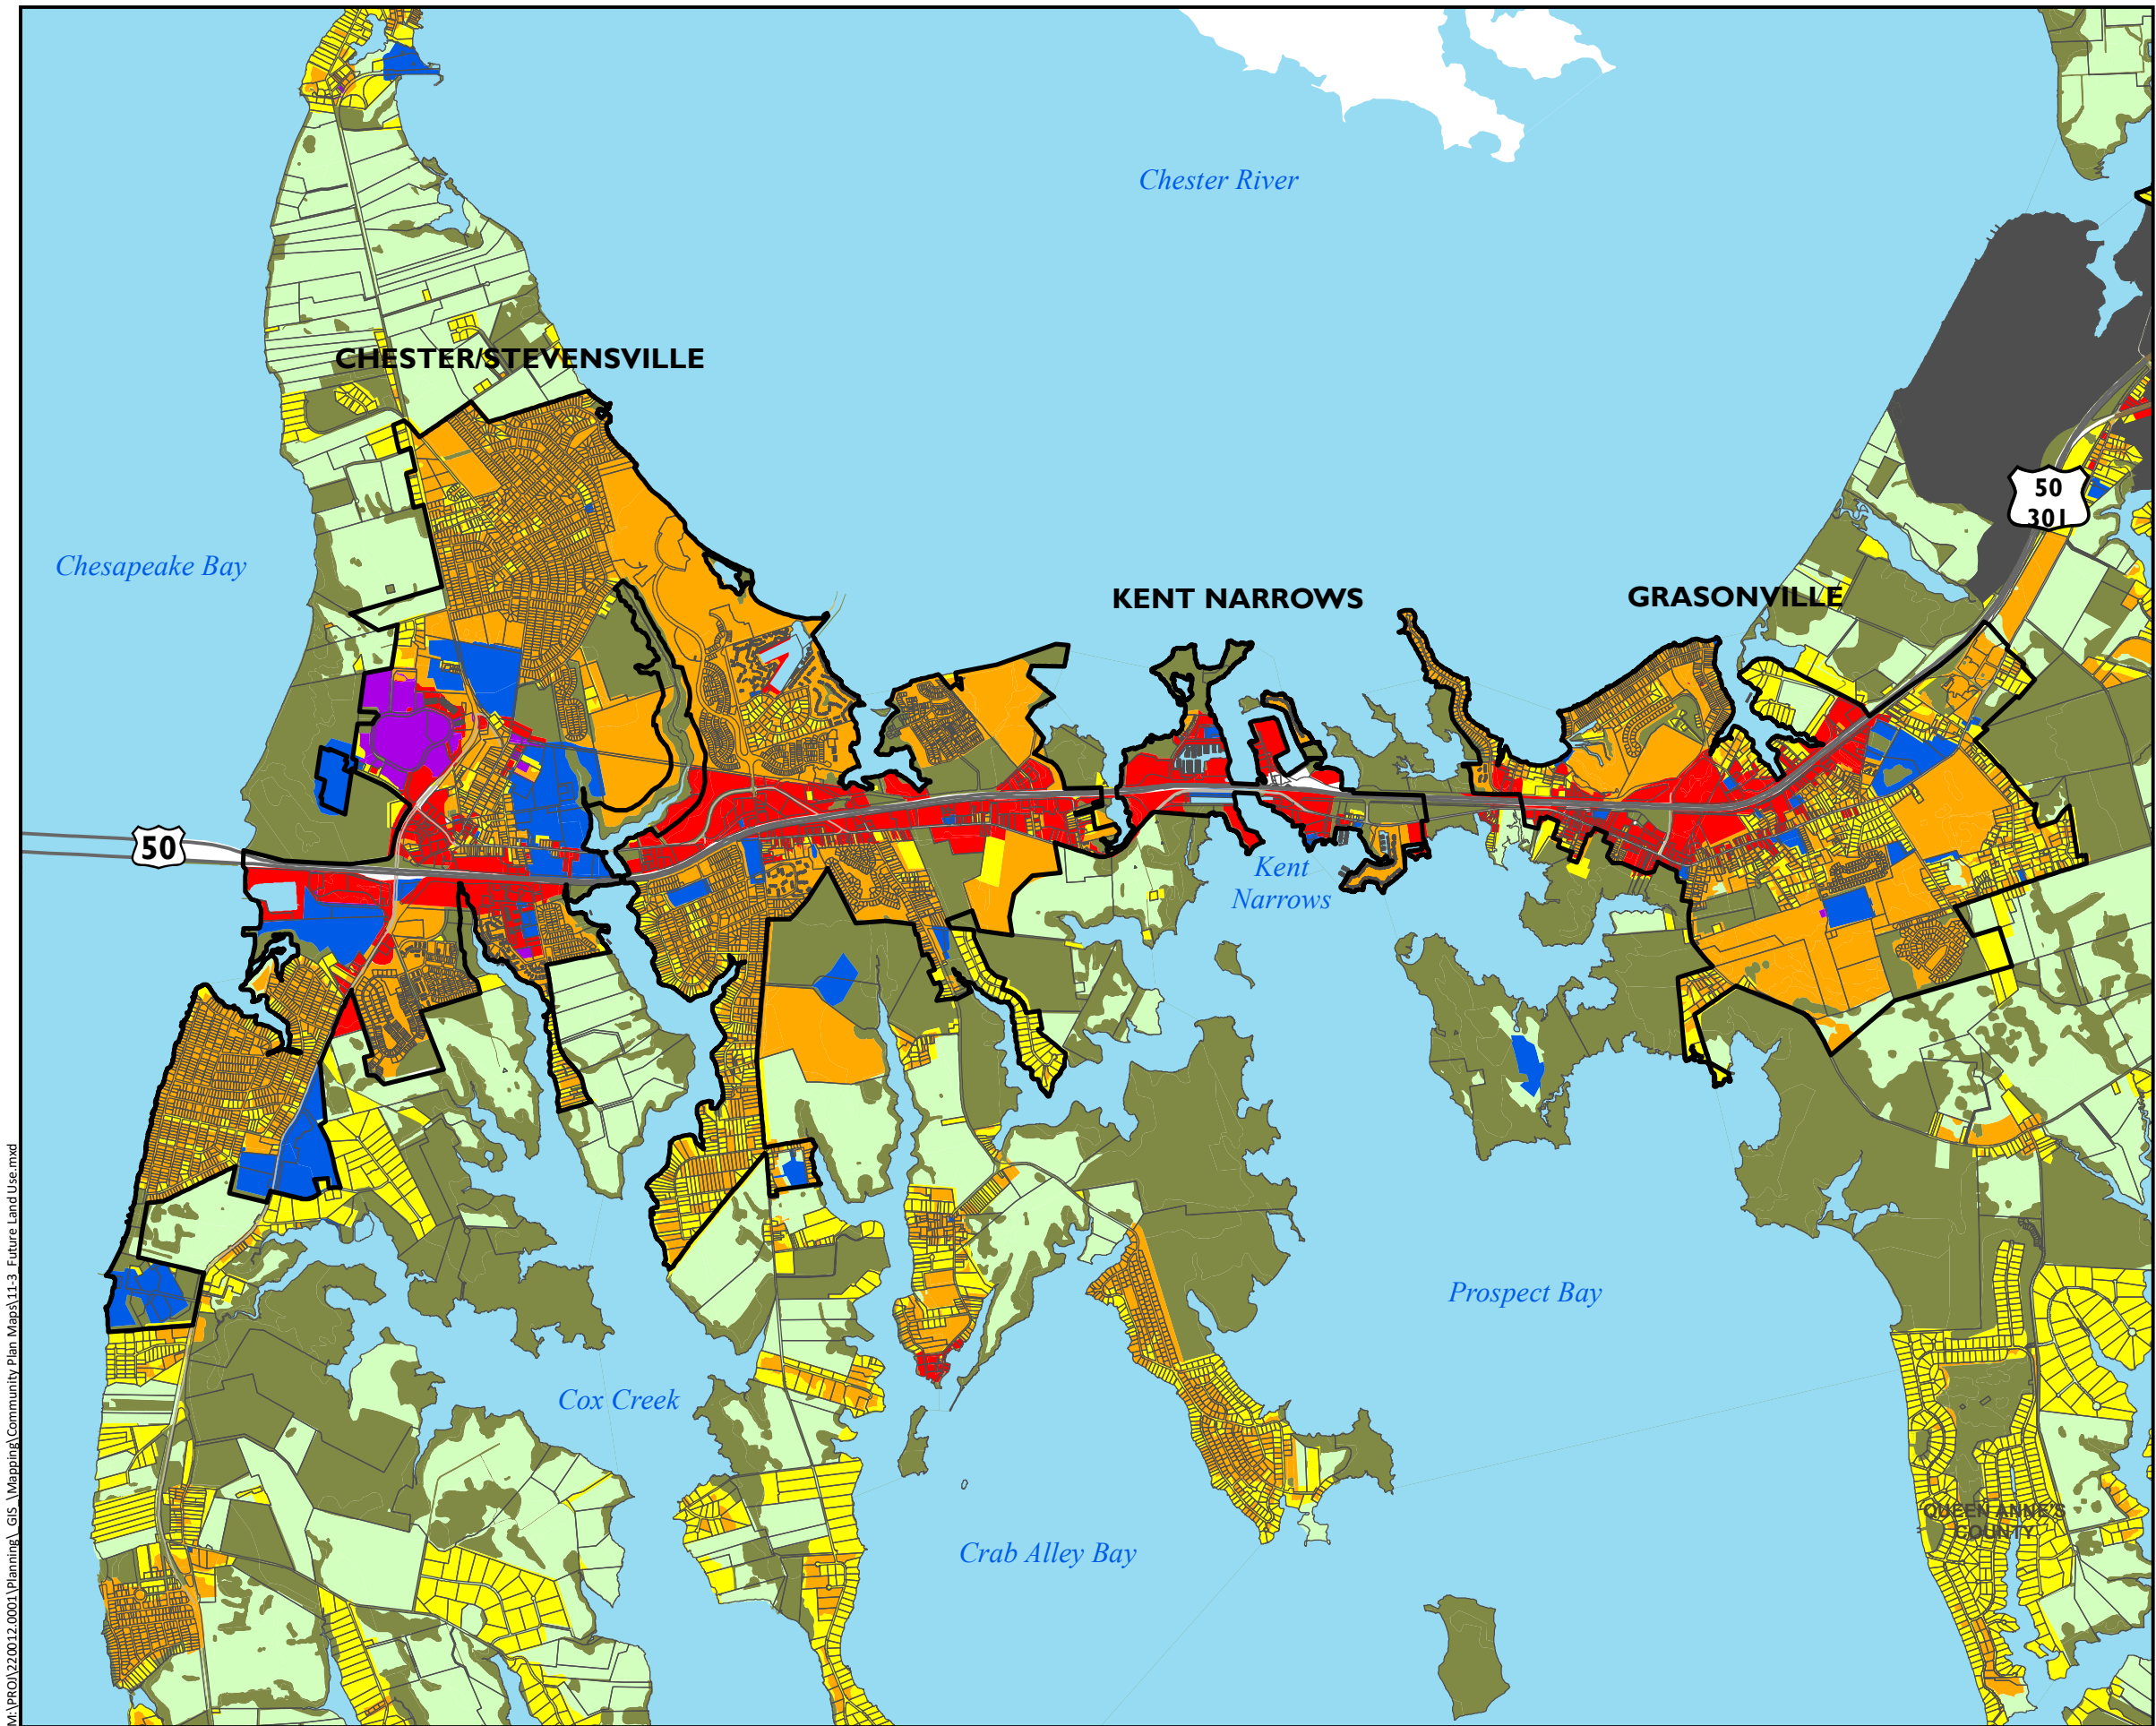 Chester River
CHESTER/STEVENSVILLE
50
301
Chesapeake Bay
KENT NARROWS
GRASONVILLE
50
Kent
Narrows
Prospect Bay
Cox Creek
QUEEN ANNE'S
COUNTY
Crab Alley Bay
M:\PROJ\220012.0001\Planning\_GIS_\Mapping\Community Plan Maps\11-3_Future Land Use.mxd